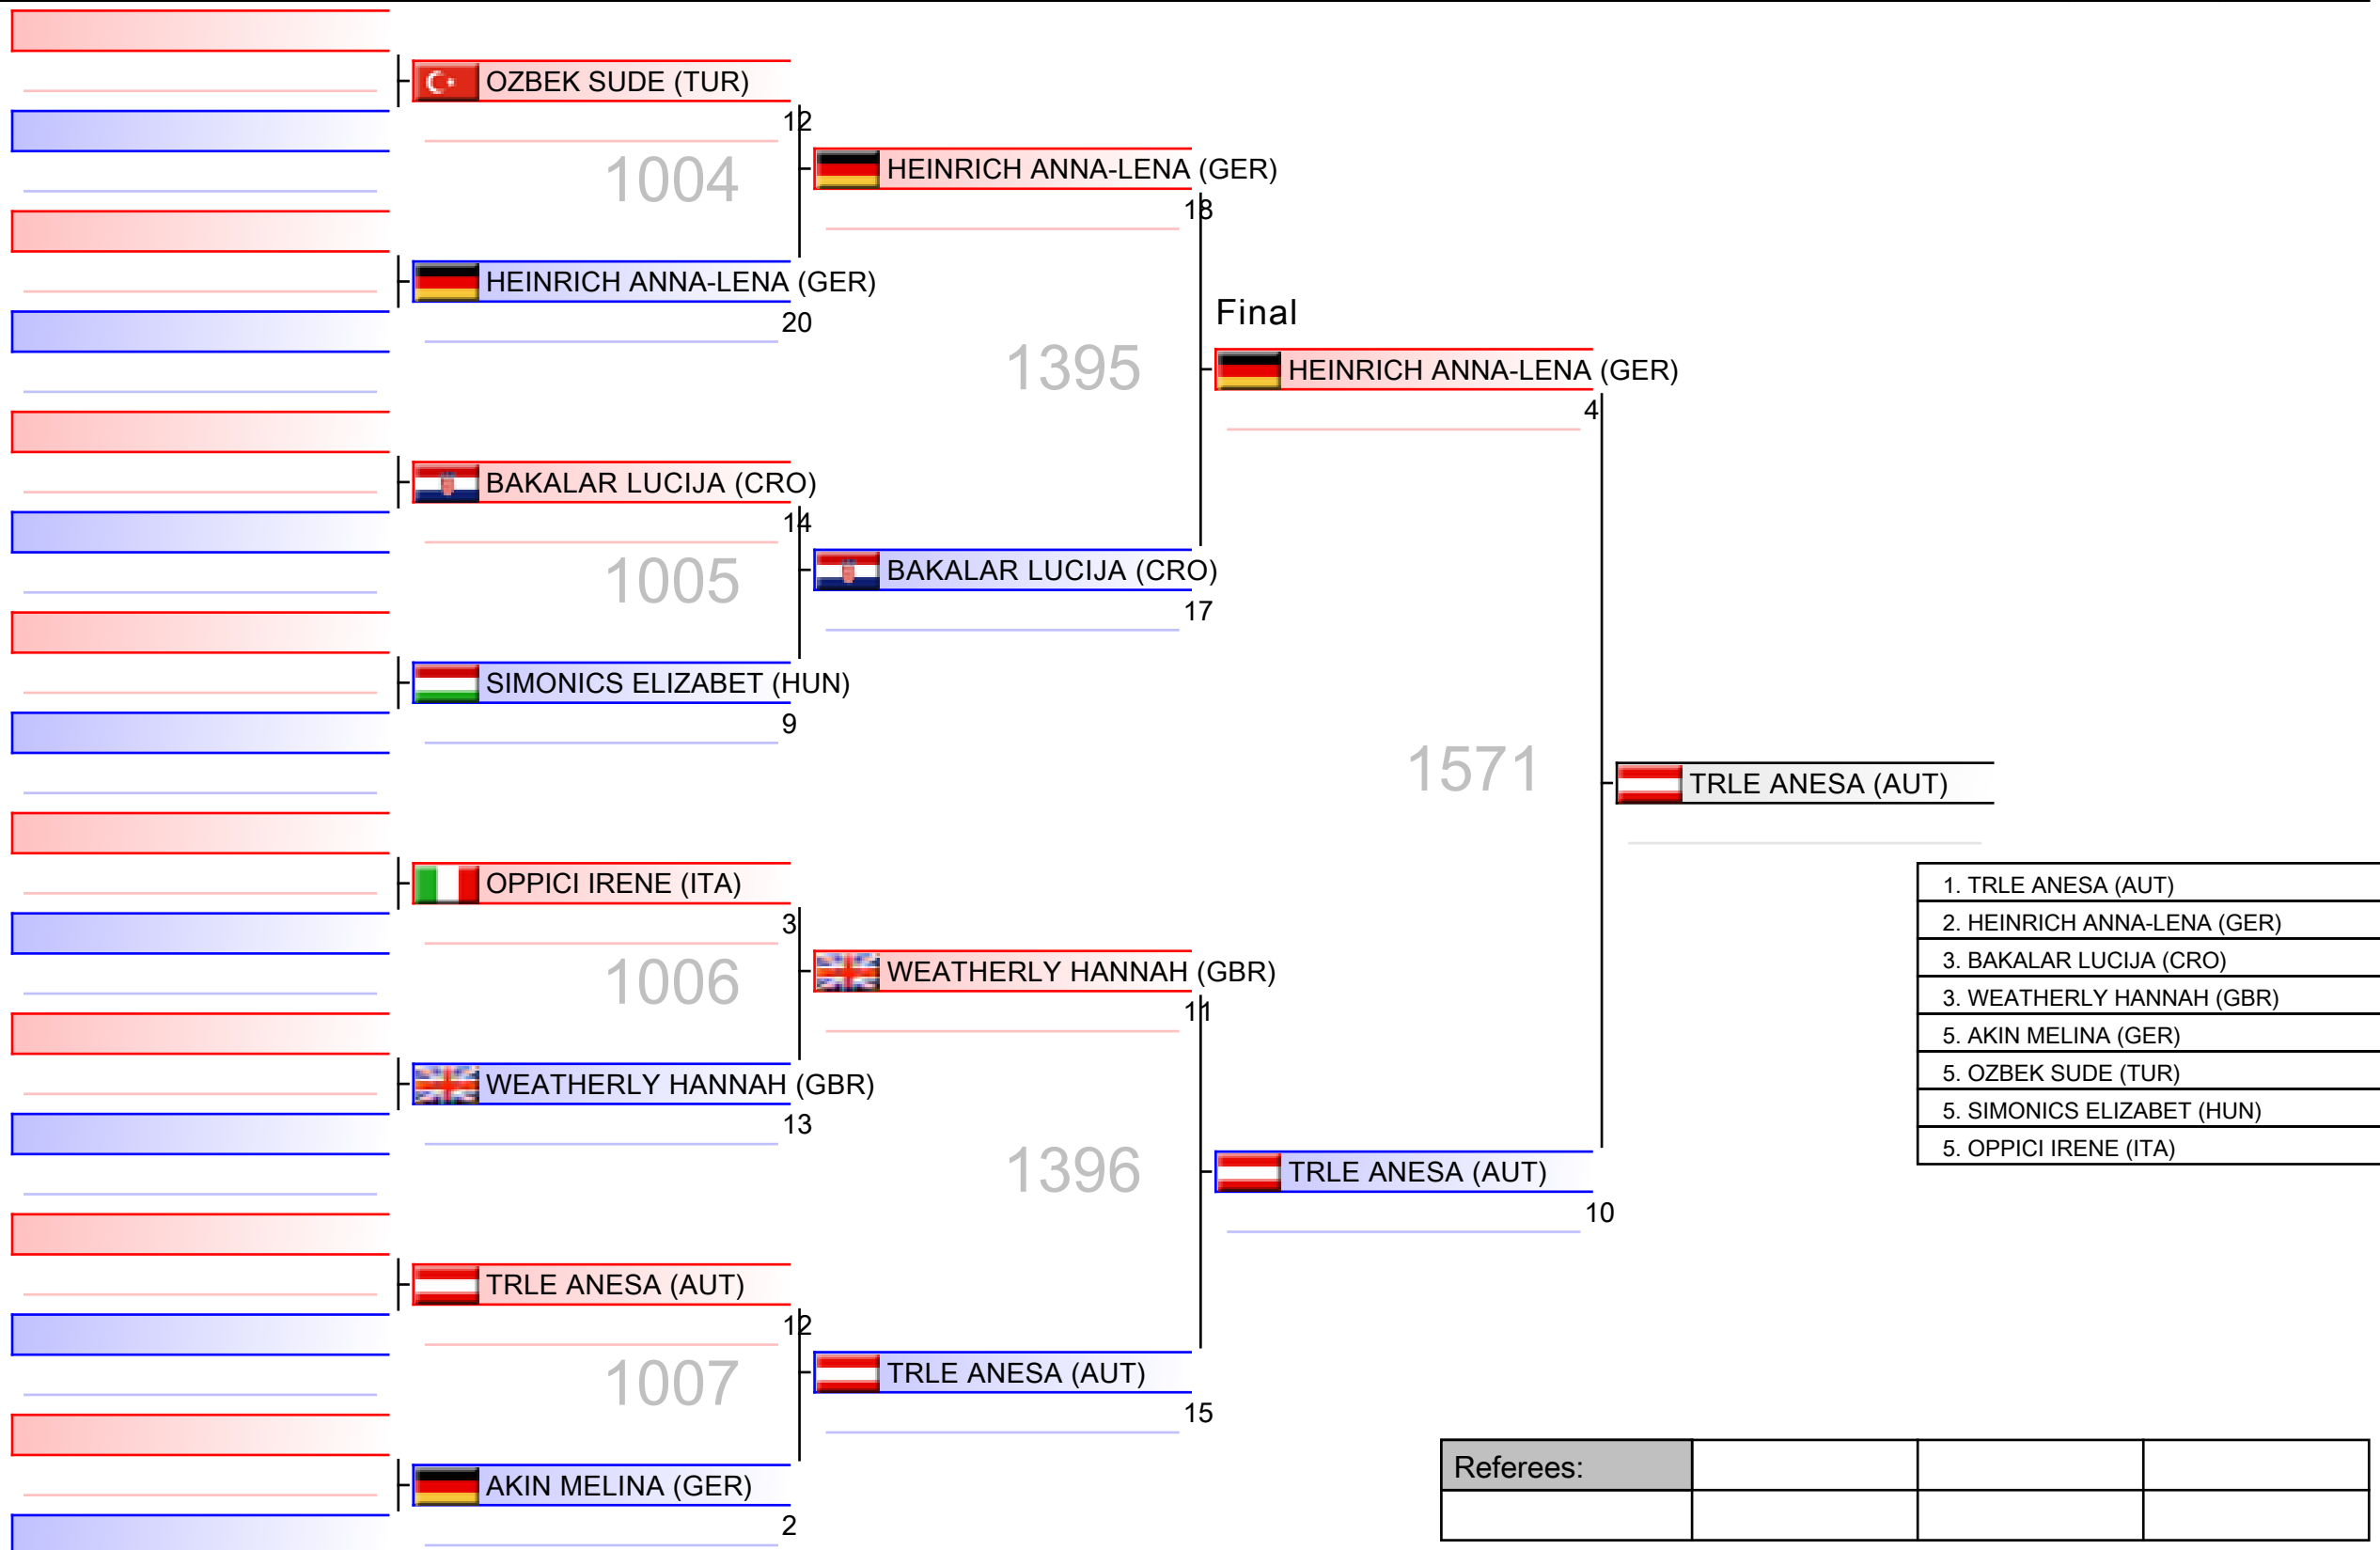 OZBEK SUDE (TUR)
12
1004
HEINRICH ANNA-LENA (GER)
20
BAKALAR LUCIJA (CRO)
14
1005
SIMONICS ELIZABET (HUN)
9
OPPICI IRENE (ITA)
3
1006
WEATHERLY HANNAH (GBR)
13
TRLE ANESA (AUT)
12
1007
AKIN MELINA (GER)
2
HEINRICH ANNA-LENA (GER)
18
1395
BAKALAR LUCIJA (CRO)
17
WEATHERLY HANNAH (GBR)
11
1396
TRLE ANESA (AUT)
15
Final
HEINRICH ANNA-LENA (GER)
4
1571
TRLE ANESA (AUT)
10
TRLE ANESA (AUT)
1. TRLE ANESA (AUT)
2. HEINRICH ANNA-LENA (GER)
3. BAKALAR LUCIJA (CRO)
3. WEATHERLY HANNAH (GBR)
5. AKIN MELINA (GER)
5. OZBEK SUDE (TUR)
5. SIMONICS ELIZABET (HUN)
5. OPPICI IRENE (ITA)
Referees: